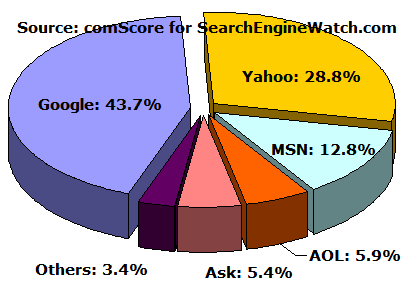 Source: comScore for SearchEngineWatch.com
Yahoo: 28.8%
Google: 43.7%
MSN: 12.8%
AOL: 5.9%
Others: 3.4%
Ask: 5.4%